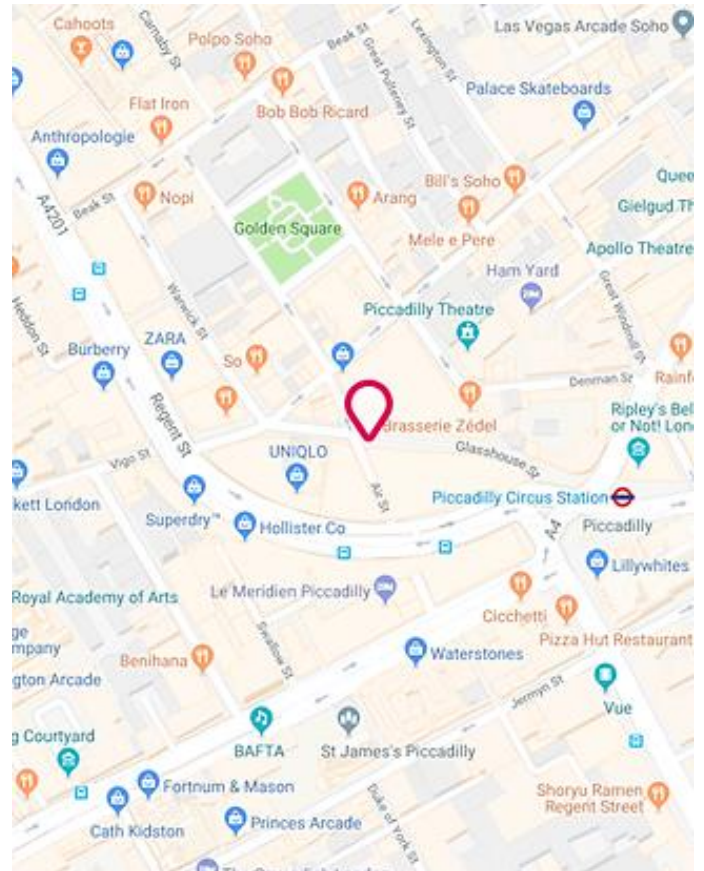 Cahoots
Carnaby St
Polpo Soho
Beak St
Great Pulteney St
Lexington St
Las Vegas Arcade Soho
Flat Iron
Bob Bob Ricard
Palace Skateboards
Anthropologie
A4201
Beak St
Nopi
Golden Square
Arang
Bill's Soho
Mele e Pere
Quee
Gielgud Th
Apollo Theatre
Ham Yard
Heddon St
Warwick St
Piccadilly Theatre
Great Windmill St
Burberry
ZARA
So
Denman St
Rainf
Regent St
Brasserie Zédel
Ripley's Bel
or Not! Lon
Vigo St
UNIQLO
Glasshouse St
Air St
kett London
Superdry™
Hollister Co
Piccadilly Circus Station
A4
Piccadilly
Lillywhites
Royal Academy of Arts
Le Meridien Piccadilly
ge
mpany
Swallow St
Cicchetti
Pizza Hut Restaurant
Benihana
Waterstones
gton Arcade
Jermyn St
Vue
g Courtyard
BAFTA
St James's Piccadilly
Fortnum & Mason
Shoryu Ramen
Regent Street
Cath Kidston
Princes Arcade
Duke of York St